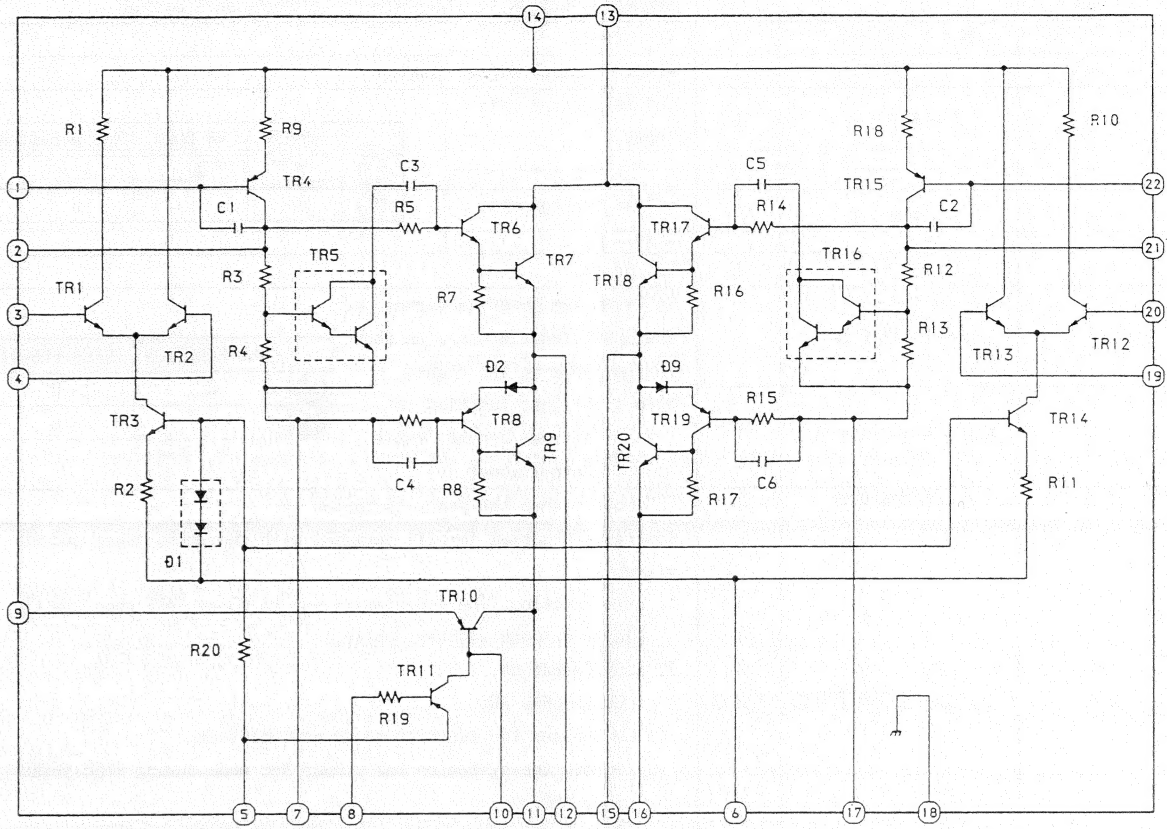 14 13
R1 R9 R18 R10
C3 C5
1 TR4 TR15 22
C1 R5 R14 C2
TR6 TR17
2 TR5 TR7 TR16 21
R3 TR18 R12
TR1 R7 R16
3 R13 20
R4 TR2 TR13 TR12
4 Ð2 Ð9 19
R15
TR3 TR8 TR19 TR14
TR9 TR20
R2 C4 R8 R17 C6 R11
Ð1
TR10
9
R20 TR11
R19
5 7 8 10 11 12 15 16 6 17 18